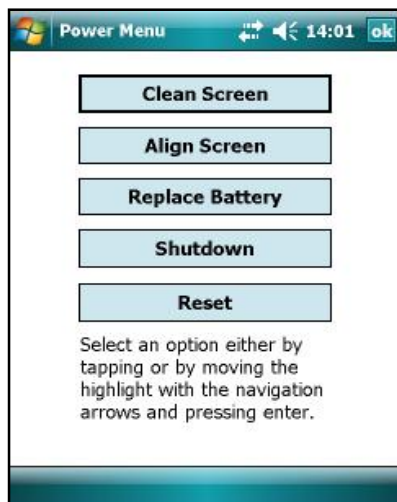 Power Menu 14:01 ok
Clean Screen
Align Screen
Replace Battery
Shutdown
Reset
Select an option either by
tapping or by moving the
highlight with the navigation
arrows and pressing enter.